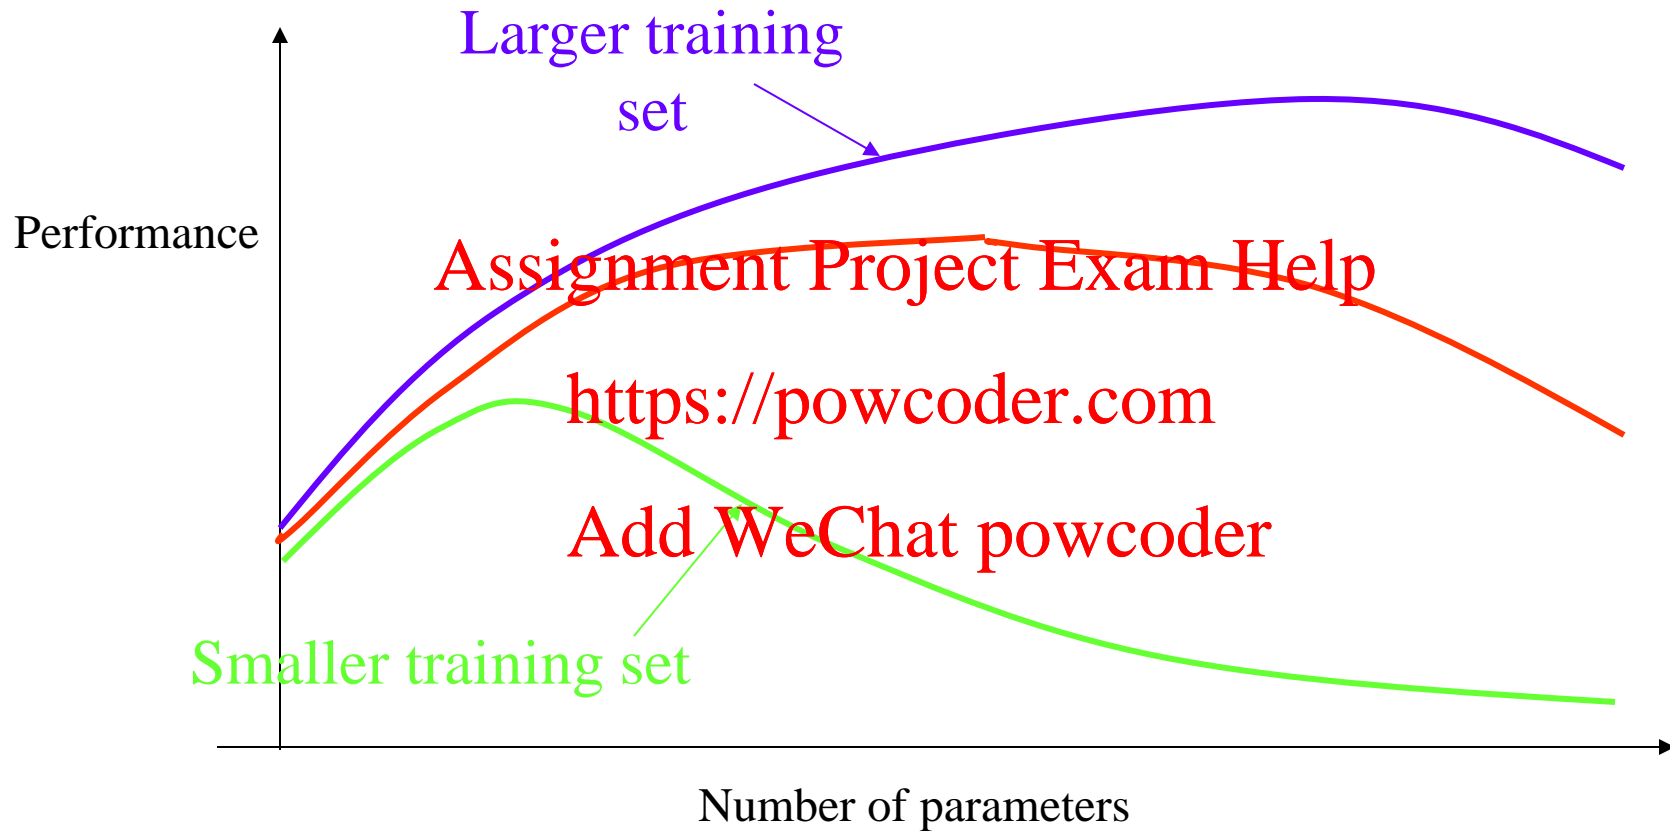 Larger training
set
Performance
Assignment Project Exam Help
https://powcoder.com
Add WeChat powcoder
Smaller training set
Number of parameters